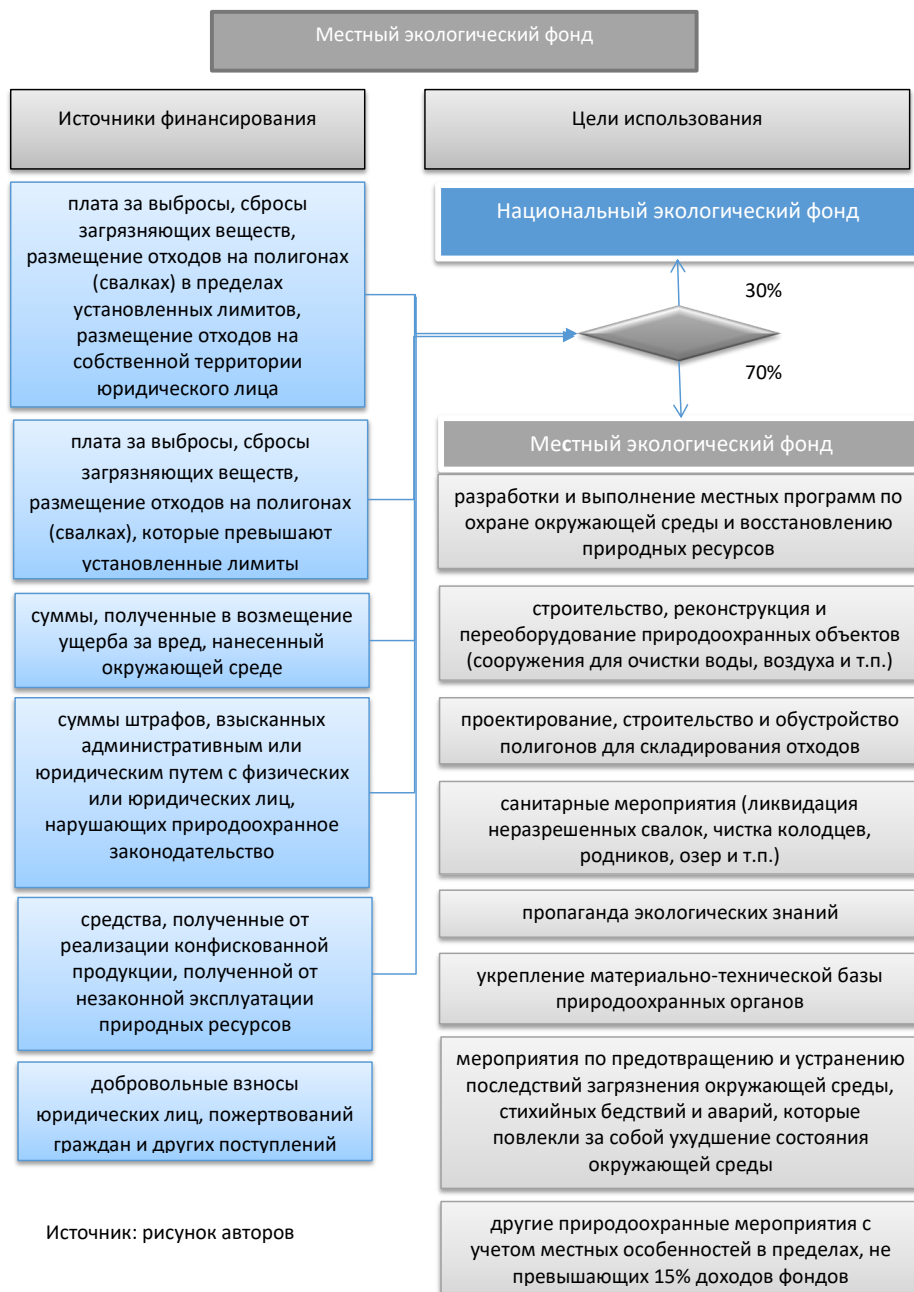 Местный экологический фонд
Источники финансирования
Цели использования
плата за выбросы, сбросы
загрязняющих веществ,
размещение отходов на полигонах
(свалках) в пределах
установленных лимитов,
размещение отходов на
собственной территории
юридического лица
плата за выбросы, сбросы
загрязняющих веществ,
размещение отходов на полигонах
(свалках), которые превышают
установленные лимиты
суммы, полученные в возмещение
ущерба за вред, нанесенный
окружающей среде
суммы штрафов, взысканных
административным или
юридическим путем с физических
или юридических лиц,
нарушающих природоохранное
законодательство
средства, полученные от
реализации конфискованной
продукции, полученной от
незаконной эксплуатации
природных ресурсов
добровольные взносы
юридических лиц, пожертвований
граждан и других поступлений
Национальный экологический фонд
30%
70%
Местный экологический фонд
разработки и выполнение местных программ по
охране окружающей среды и восстановлению
природных ресурсов
строительство, реконструкция и
переоборудование природоохранных объектов
(сооружения для очистки воды, воздуха и т.п.)
проектирование, строительство и обустройство
полигонов для складирования отходов
санитарные мероприятия (ликвидация
неразрешенных свалок, чистка колодцев,
родников, озер и т.п.)
пропаганда экологических знаний
укрепление материально-технической базы
природоохранных органов
мероприятия по предотвращению и устранению
последствий загрязнения окружающей среды,
стихийных бедствий и аварий, которые
повлекли за собой ухудшение состояния
окружающей среды
другие природоохранные мероприятия с
учетом местных особенностей в пределах, не
превышающих 15% доходов фондов
Источник: рисунок авторов